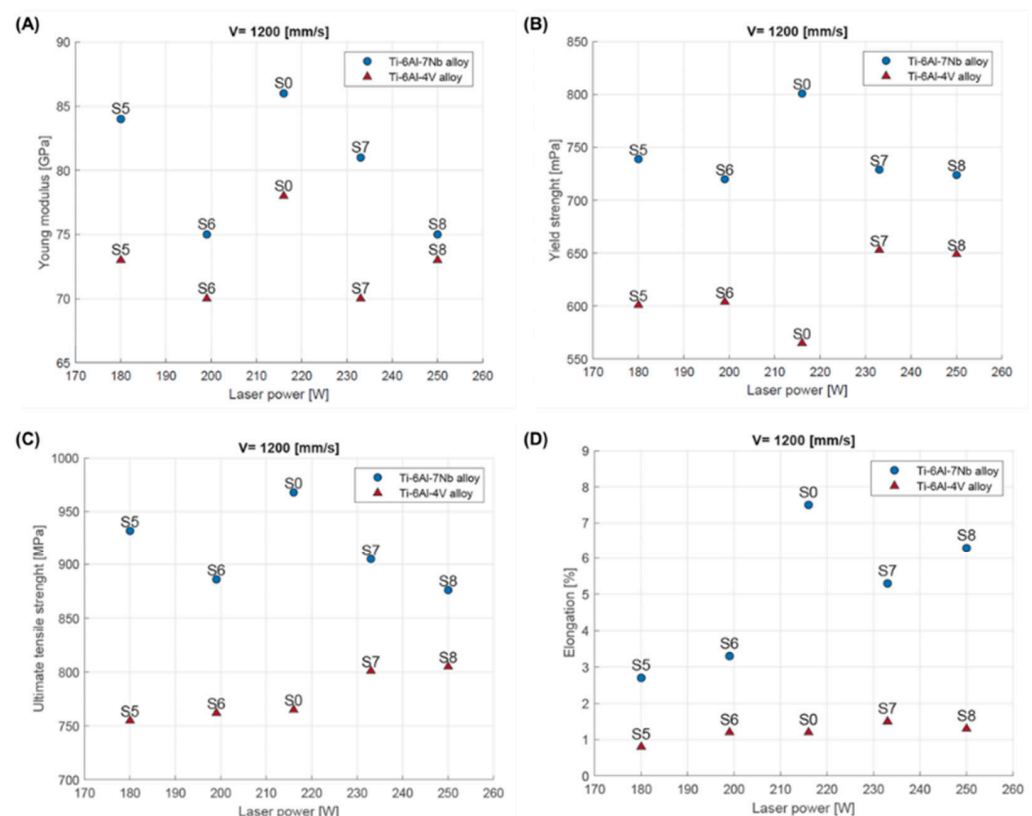 (A)
V= 1200 [mm/s]
Ti-6Al-7Nb alloy
Ti-6Al-4V alloy
Young modulus [GPa]
90
85
80
75
70
65
S5
S6
S0
S7
S8
S5
S6
S0
S7
S8
170 180 190 200 210 220 230 240 250 260
Laser power [W]
(B)
V= 1200 [mm/s]
Ti-6Al-7Nb alloy
Ti-6Al-4V alloy
Yield strenght [mPa]
850
800
750
700
650
600
550
S5
S6
S0
S7
S8
S5
S6
S0
S7
S8
170 180 190 200 210 220 230 240 250 260
Laser power [W]
(C)
V= 1200 [mm/s]
Ti-6Al-7Nb alloy
Ti-6Al-4V alloy
Ultimate tensile strenght [MPa]
1000
950
900
850
800
750
700
S5
S6
S0
S7
S8
S5
S6
S0
S7
S8
170 180 190 200 210 220 230 240 250 260
Laser power [W]
(D)
V= 1200 [mm/s]
Ti-6Al-7Nb alloy
Ti-6Al-4V alloy
Elongation [%]
9
8
7
6
5
4
3
2
1
0
S5
S6
S0
S7
S8
S5
S6
S0
S7
S8
170 180 190 200 210 220 230 240 250 260
Laser power [W]